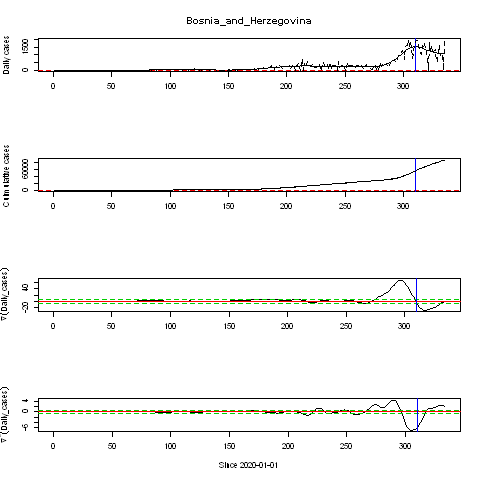 Bosnia_and_Herzegovina
Daily cases
0 1500
0 50 100 150 200 250 300
Cumulative cases
0 60000
0 50 100 150 200 250 300
∇(Daily_cases)
-20 40
0 50 100 150 200 250 300
(Daily_cases)
-6 0 4
0 50 100 150 200 250 300
Since 2020-01-01